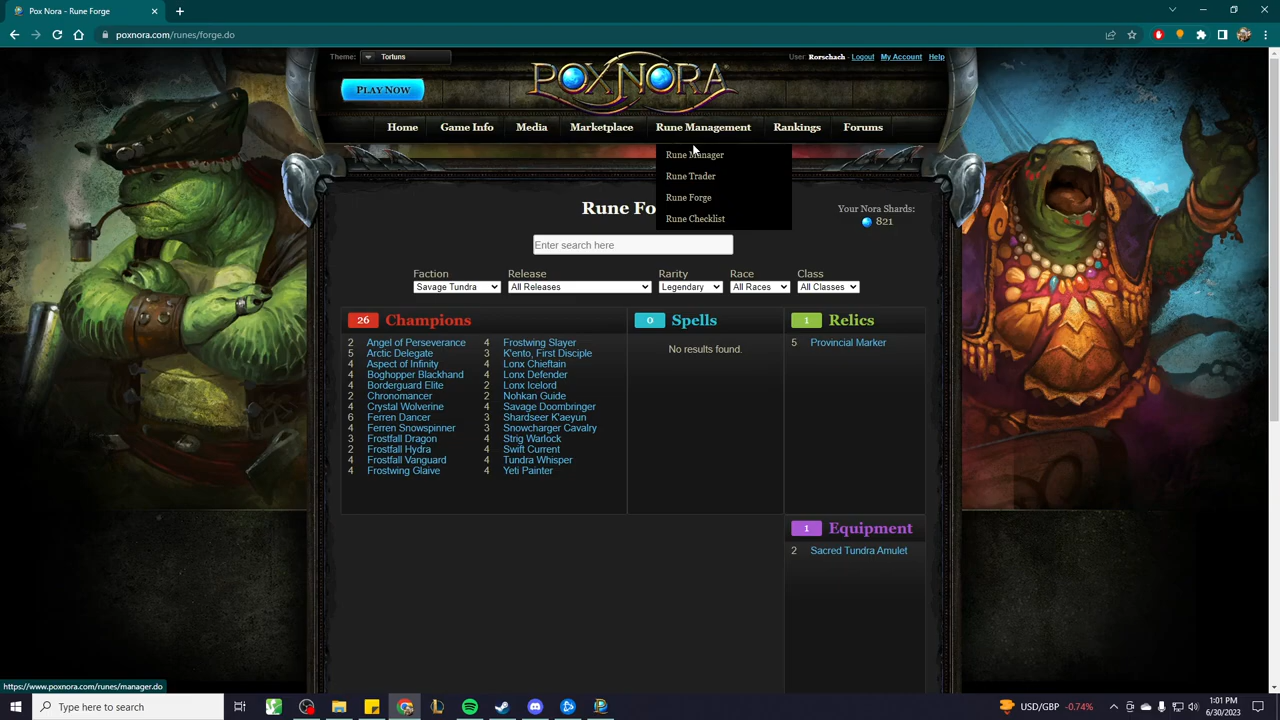 Pox Nora - Rune Forge
poxnora.com/runes/forge.do
Theme: Tortuns
User Rorschach - Logout My Account Help
PLAY NOW
POXNORA
Home Game Info Media Marketplace Rune Management Rankings Forums
Rune Manager
Rune Trader
Rune Forge
Rune Checklist
Rune Fo
Your Nora Shards:
821
Enter search here
Faction Release Rarity Race Class
Savage Tundra All Releases Legendary All Races All Classes
26 Champions
2 Angel of Perseverance
5 Arctic Delegate
4 Aspect of Infinity
4 Boghopper Blackhand
4 Borderguard Elite
2 Chronomancer
4 Crystal Wolverine
6 Ferren Dancer
4 Ferren Snowspinner
3 Frostfall Dragon
2 Frostfall Hydra
4 Frostfall Vanguard
4 Frostwing Glaive
4 Frostwing Slayer
3 K'ento, First Disciple
4 Lonx Chieftain
4 Lonx Defender
2 Lonx Icelord
2 Nohkan Guide
4 Savage Doombringer
3 Shardseer K'aeyun
3 Snowcharger Cavalry
4 Strig Warlock
4 Swift Current
4 Tundra Whisper
4 Yeti Painter
0 Spells
No results found.
1 Relics
5 Provincial Marker
1 Equipment
2 Sacred Tundra Amulet
https://www.poxnora.com/runes/manager.do
Type here to search
USD/GBP -0.74%
1:01 PM
6/30/2023